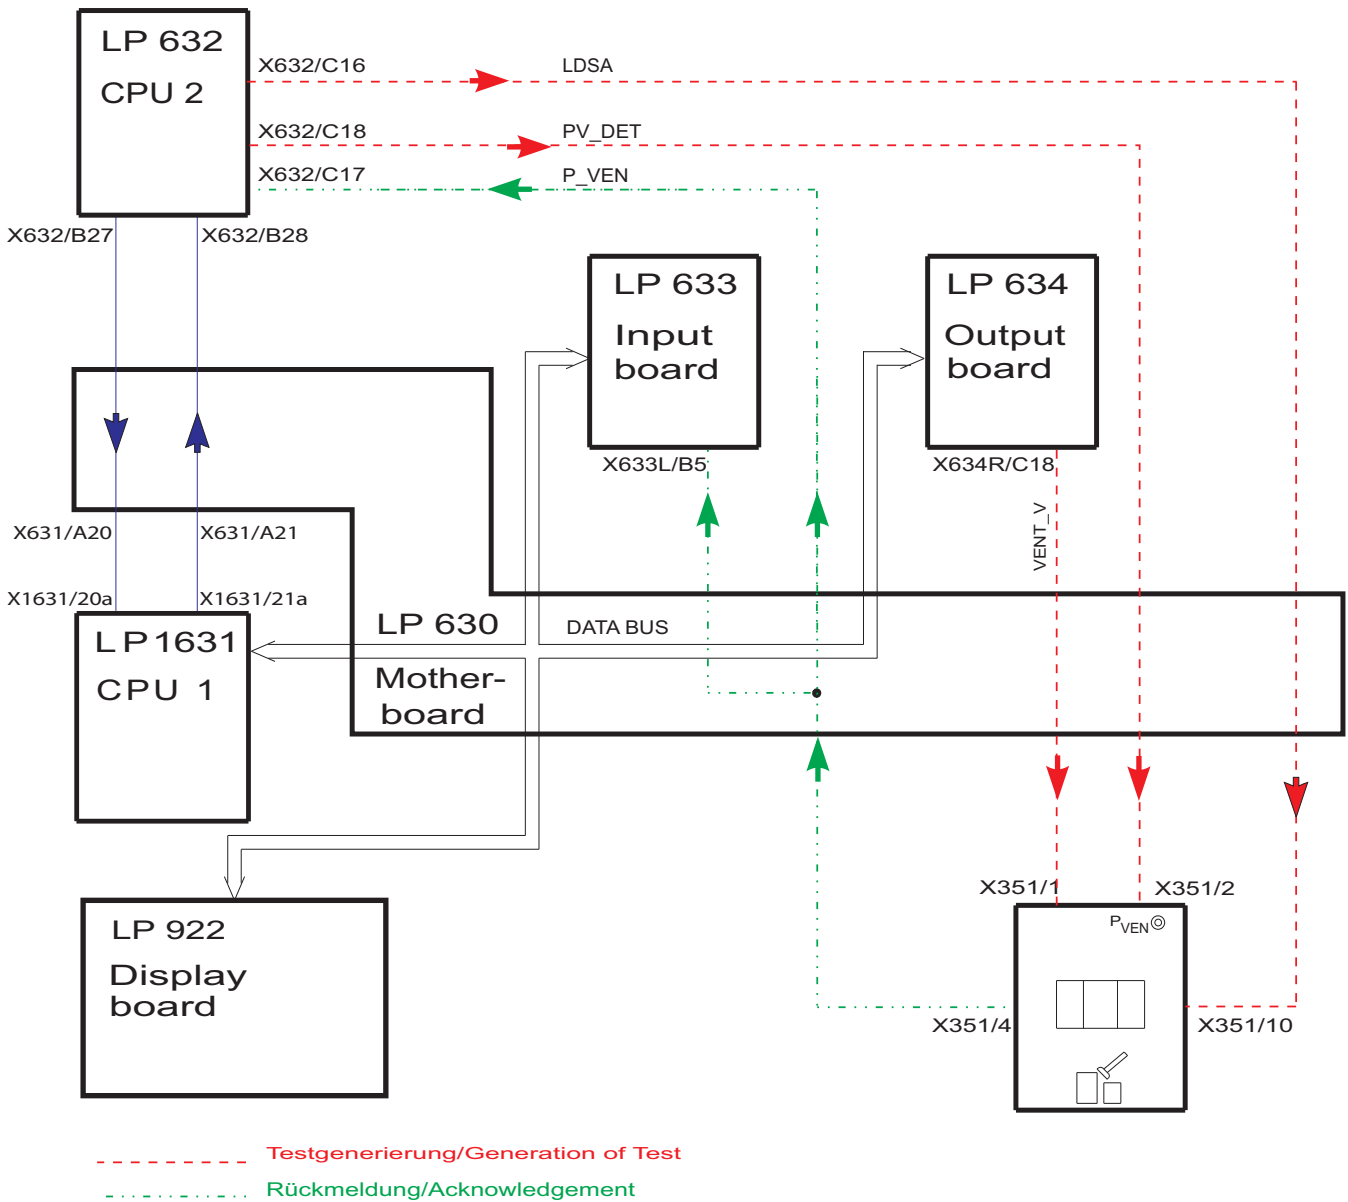 LP 632
CPU 2
X632/C16
LDSA
X632/C18
PV_DET
X632/C17
P_VEN
X632/B27
X632/B28
LP 633
Input
board
LP 634
Output
board
X633L/B5
X634R/C18
VENT_V
X631/A20
X631/A21
X1631/20a
X1631/21a
LP1631
CPU 1
LP 630
DATA BUS
Mother-
board
X351/1
X351/2
LP 922
Display
board
PVEN
X351/4
X351/10
Testgenerierung/Generation of Test
Rückmeldung/Acknowledgement